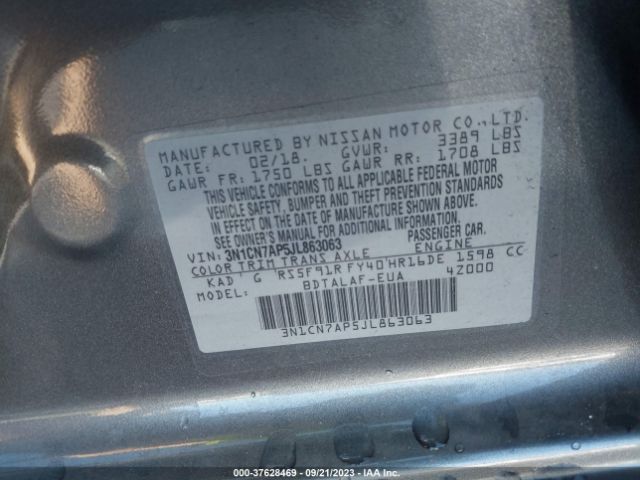 MANUFACTURED BY NISSAN MOTOR CO., LTD.
DATE: 02/18. GVWR: 3389 LBS
GAWR FR: 1750 LBS GAWR RR: 1708 LBS
THIS VEHICLE CONFORMS TO ALL APPLICABLE FEDERAL MOTOR
VEHICLE SAFETY, BUMPER AND THEFT PREVENTION STANDARDS
IN EFFECT ON THE DATE OF MANUFACTURE SHOWN ABOVE.
SEE OWNER'S MANUAL FOR ADDITIONAL INFORMATION.
VIN: 3N1CN7AP5JL863063 PASSENGER CAR.
COLOR TRIM TRANS AXLE ENGINE
KAD G RS5F91R FY40 HR16DE 1598 CC
MODEL: BDTALAF-EUA 4Z000
3N1CN7AP5JL863063
000-37628469 - 09/21/2023 - IAA Inc.